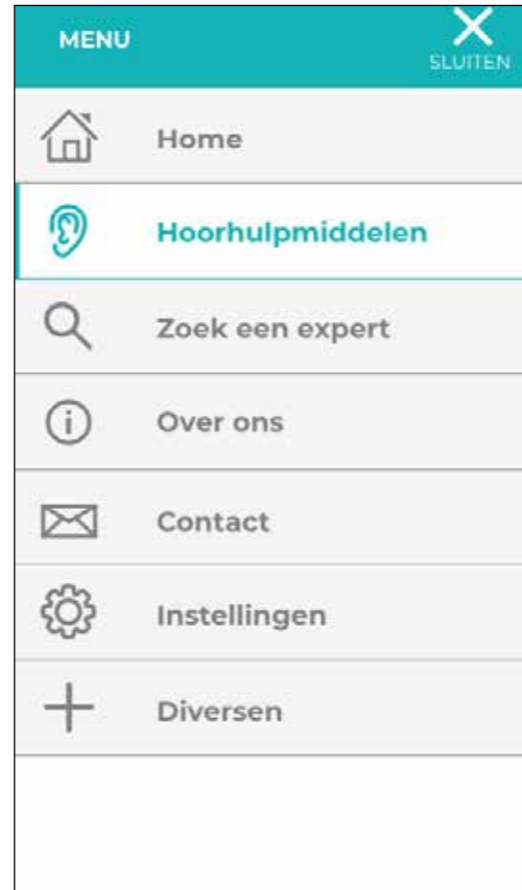 MENU
SLUITEN
Home
Hoorhulpmiddelen
Zoek een expert
Over ons
Contact
Instellingen
Diversen